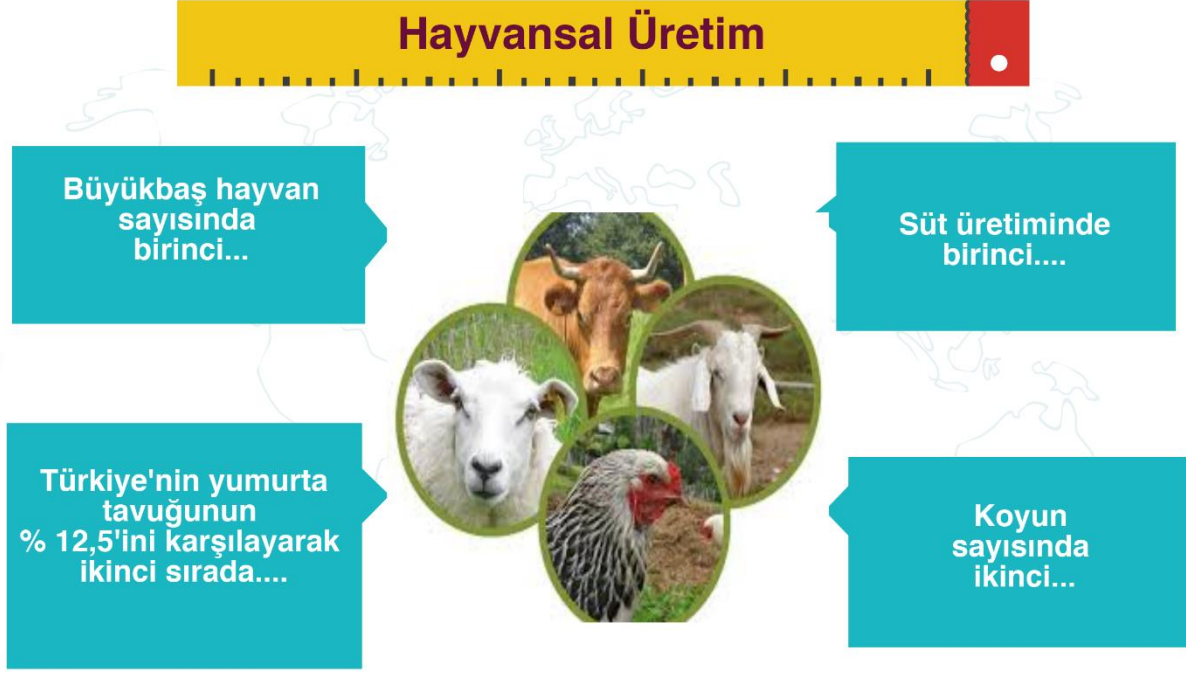 Hayvansal Üretim
Büyükbaş hayvan
sayısında
birinci...
Süt üretiminde
birinci....
Türkiye'nin yumurta
tavuğunun
% 12,5'ini karşılayarak
ikinci sırada....
Koyun
sayısında
ikinci...